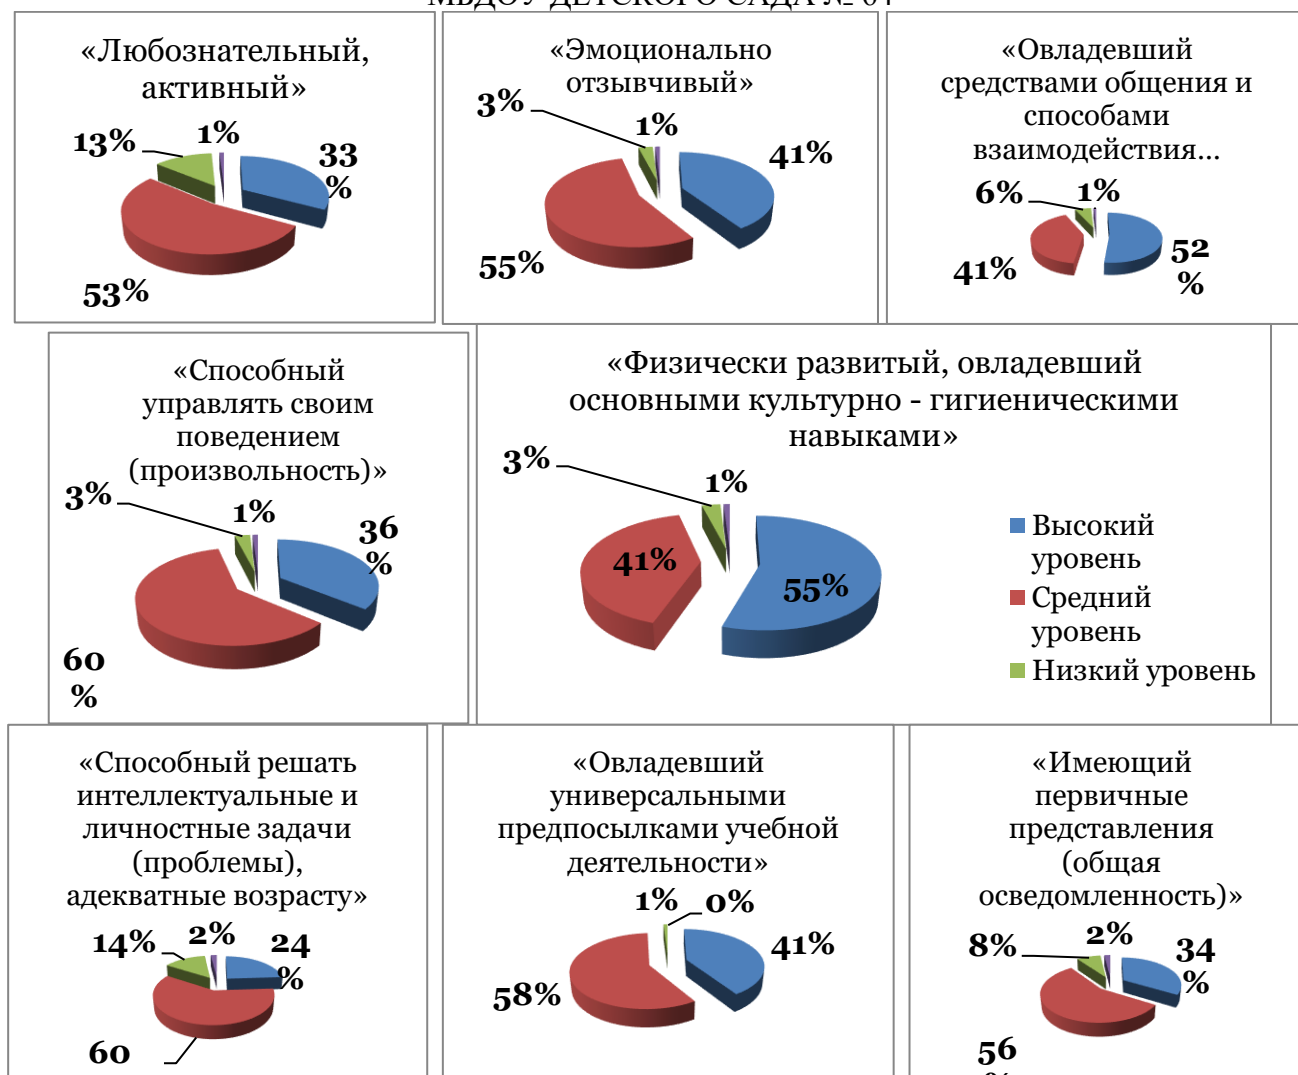 «Любознательный,
активный»
13%
1%
33
%
53%
«Эмоционально
отзывчивый»
3%
1%
41%
55%
«Овладевший
средствами общения и
способами
взаимодействия...
6%
1%
52
%
41%
«Способный
управлять своим
поведением
(произвольность)»
3%
1%
36
%
60
%
«Физически развитый, овладевший
основными культурно - гигиеническими
навыками»
3%
1%
41%
55%
Высокий
уровень
Средний
уровень
Низкий уровень
«Способный решать
интеллектуальные и
личностные задачи
(проблемы),
адекватные возрасту»
14%
2%
24
%
60
«Овладевший
универсальными
предпосылками учебной
деятельности»
1%
0%
41%
58%
«Имеющий
первичные
представления
(общая
осведомленность)»
8%
2%
34
%
56